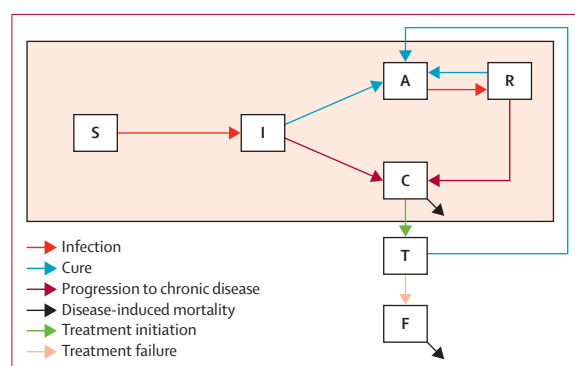 A
R
S
I
C
T
F
Infection
Cure
Progression to chronic disease
Disease-induced mortality
Treatment initiation
Treatment failure